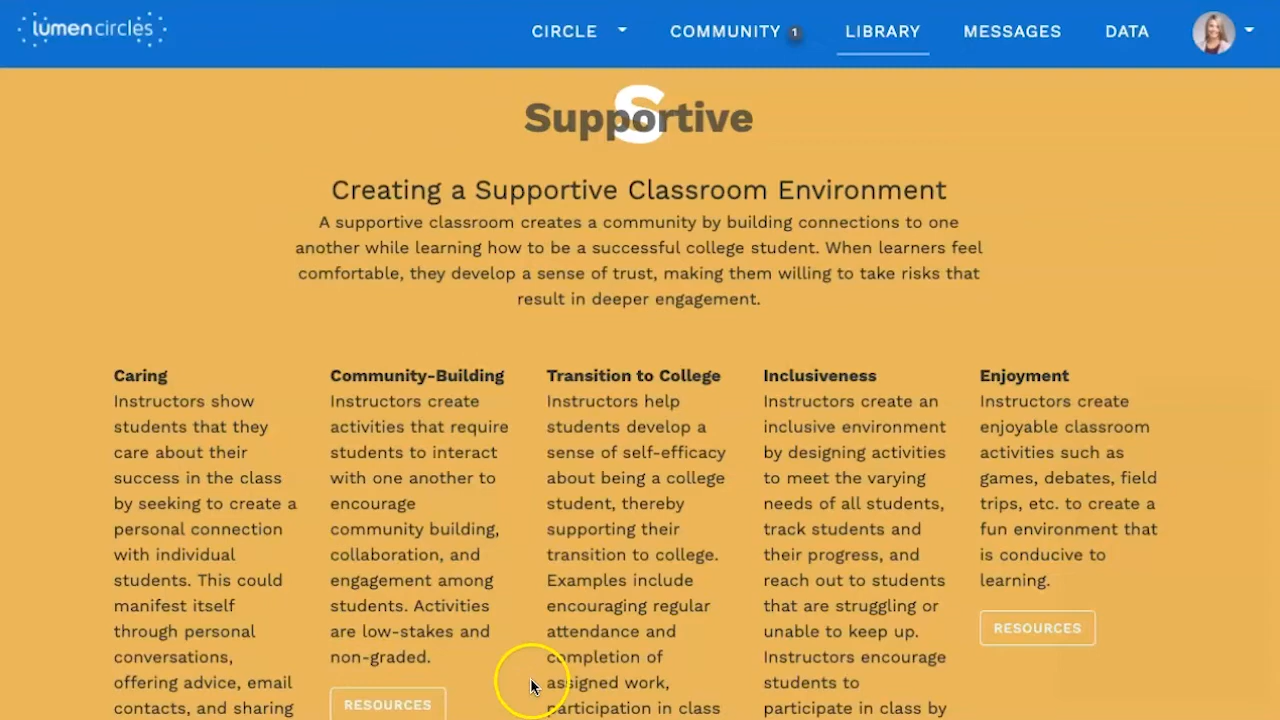 lumen circles
CIRCLE
COMMUNITY 1
LIBRARY
MESSAGES
DATA
S
Supportive
Creating a Supportive Classroom Environment
A supportive classroom creates a community by building connections to one
another while learning how to be a successful college student. When learners feel
comfortable, they develop a sense of trust, making them willing to take risks that
result in deeper engagement.
Caring
Instructors show
students that they
care about their
success in the class
by seeking to create a
personal connection
with individual
students. This could
manifest itself
through personal
conversations,
offering advice, email
contacts, and sharing
Community-Building
Instructors create
activities that require
students to interact
with one another to
encourage
community building,
collaboration, and
engagement among
students. Activities
are low-stakes and
non-graded.
RESOURCES
Transition to College
Instructors help
students develop a
sense of self-efficacy
about being a college
student, thereby
supporting their
transition to college.
Examples include
encouraging regular
attendance and
completion of
assigned work,
participation in class
Inclusiveness
Instructors create an
inclusive environment
by designing activities
to meet the varying
needs of all students,
track students and
their progress, and
reach out to students
that are struggling or
unable to keep up.
Instructors encourage
students to
participate in class by
Enjoyment
Instructors create
enjoyable classroom
activities such as
games, debates, field
trips, etc. to create a
fun environment that
is conducive to
learning.
RESOURCES